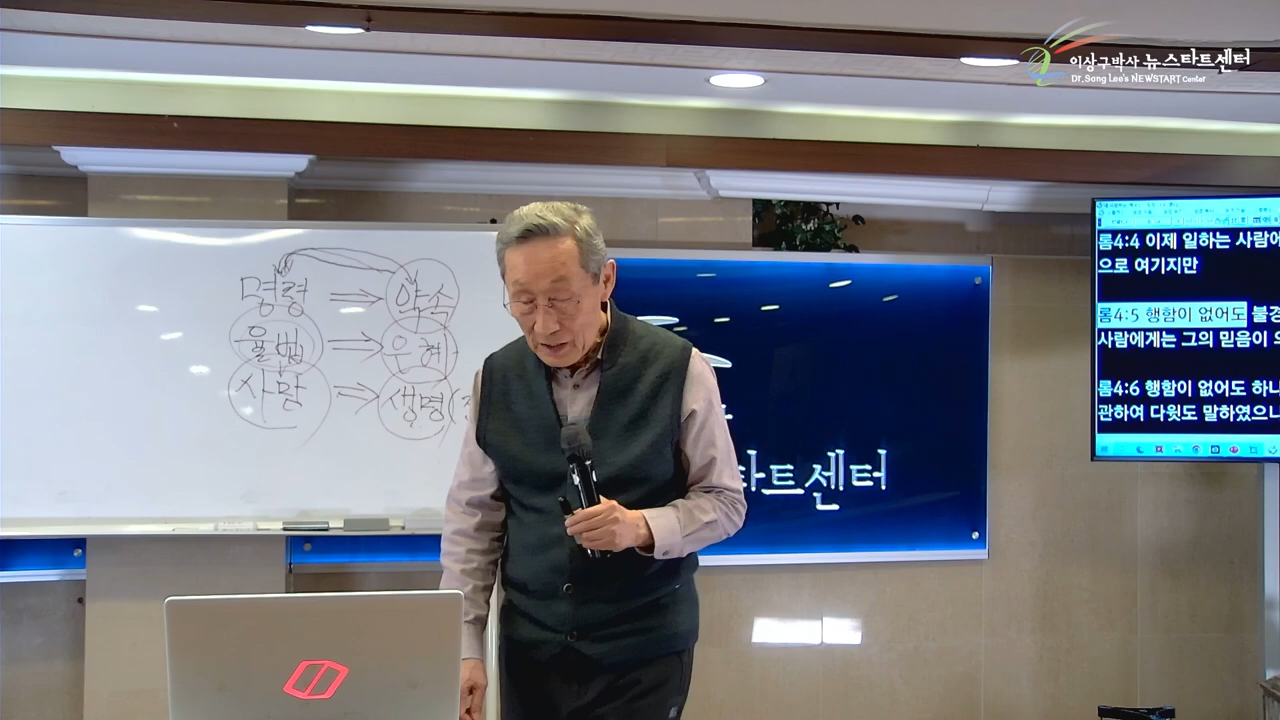 이상구박사 뉴스타트센터
Dr. Sang Lee's NEWSTART Center
명령 ⇒ 약속
율법 ⇒ 은혜
사망 ⇒ 생명(
타트센터
롬4:4 이제 일하는 사람에
으로 여기지만
롬4:5 행함이 없어도 불경
사람에게는 그의 믿음이 의
롬4:6 행함이 없어도 하나
관하여 다윗도 말하였으니